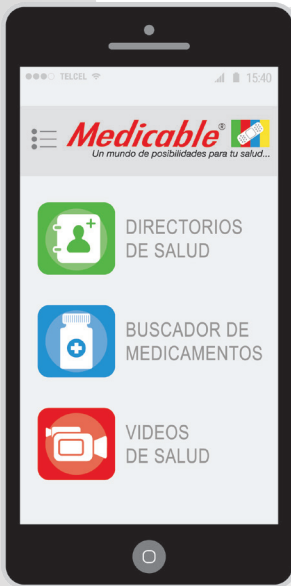 TELCEL 15:40
Medicable®
Un mundo de posibilidades para tu salud...
DIRECTORIOS
DE SALUD
BUSCADOR DE
MEDICAMENTOS
VIDEOS
DE SALUD